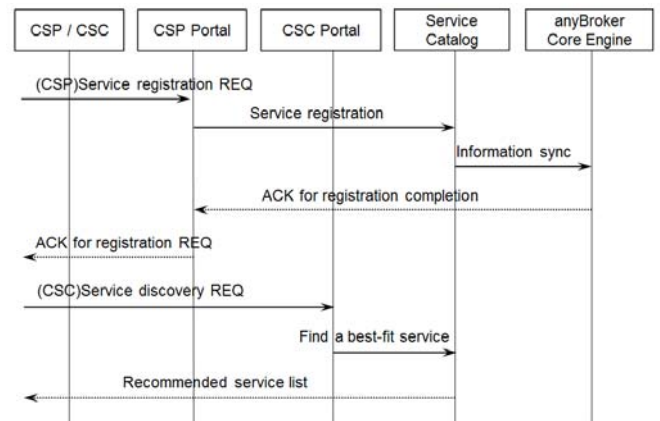 CSP / CSC
CSP Portal
CSC Portal
Service
Catalog
anyBroker
Core Engine
(CSP)Service registration REQ
Service registration
Information sync
ACK for registration completion
ACK for registration REQ
(CSC)Service discovery REQ
Find a best-fit service
Recommended service list